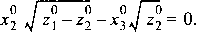 $x_2^0 \sqrt{z_1^0 - z_2^0} - x_3^0 \sqrt{z_2^0} = 0.$